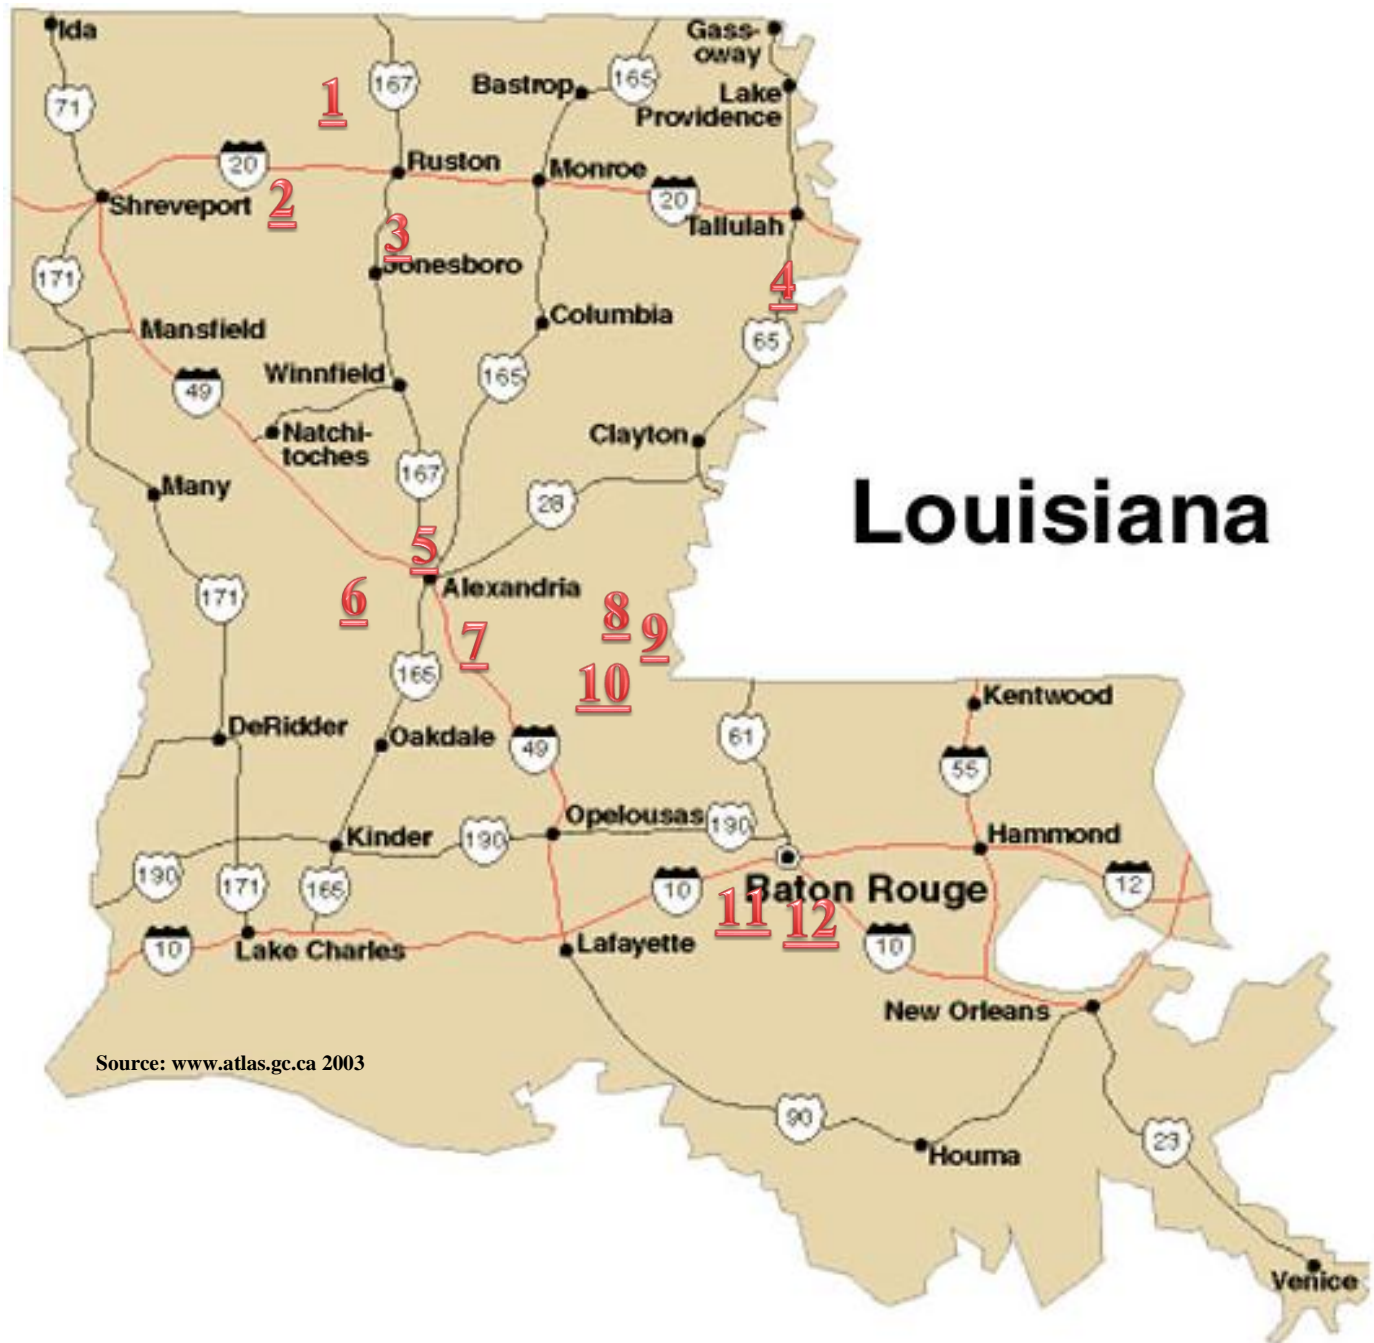 Ida
Gass-
oway
71
167
Bastrop
165
Lake
Providence
1
20
Ruston
Monroe
20
Shreveport
2
3
Tallulah
171
Jonesboro
4
Mansfield
Columbia
65
49
Winnfield
165
Natchi-
toches
Clayton
Many
167
28
Louisiana
5
Alexandria
171
6
7
8
9
165
10
Kentwood
DeRidder
Oakdale
49
61
55
Opelousas
190
Hammond
Kinder
190
190
171
165
10
Baton Rouge
12
11
12
10
Lake Charles
Lafayette
10
New Orleans
Source: www.atlas.gc.ca 2003
90
Houma
23
Venice